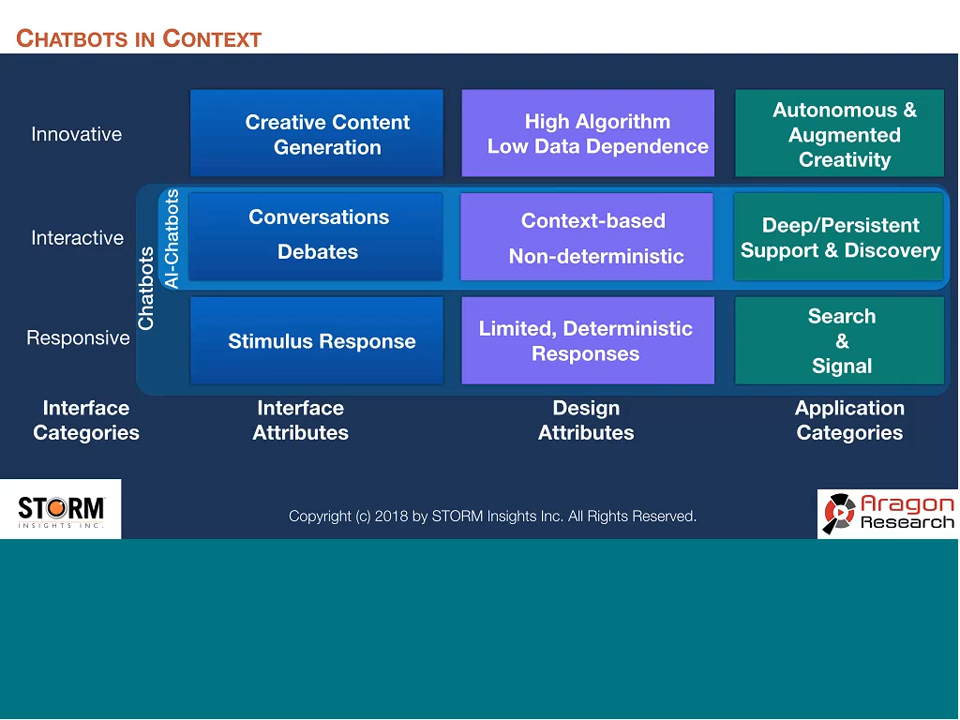 CHATBOTS IN CONTEXT
Innovative
Creative Content
Generation
High Algorithm
Low Data Dependence
Autonomous &
Augmented
Creativity
Chatbots
AI-Chatbots
Interactive
Conversations
Debates
Context-based
Non-deterministic
Deep/Persistent
Support & Discovery
Responsive
Stimulus Response
Limited, Deterministic
Responses
Search
&
Signal
Interface
Categories
Interface
Attributes
Design
Attributes
Application
Categories
STORM
INSIGHTS INC.
Copyright (c) 2018 by STORM Insights Inc. All Rights Reserved.
Aragon
Research